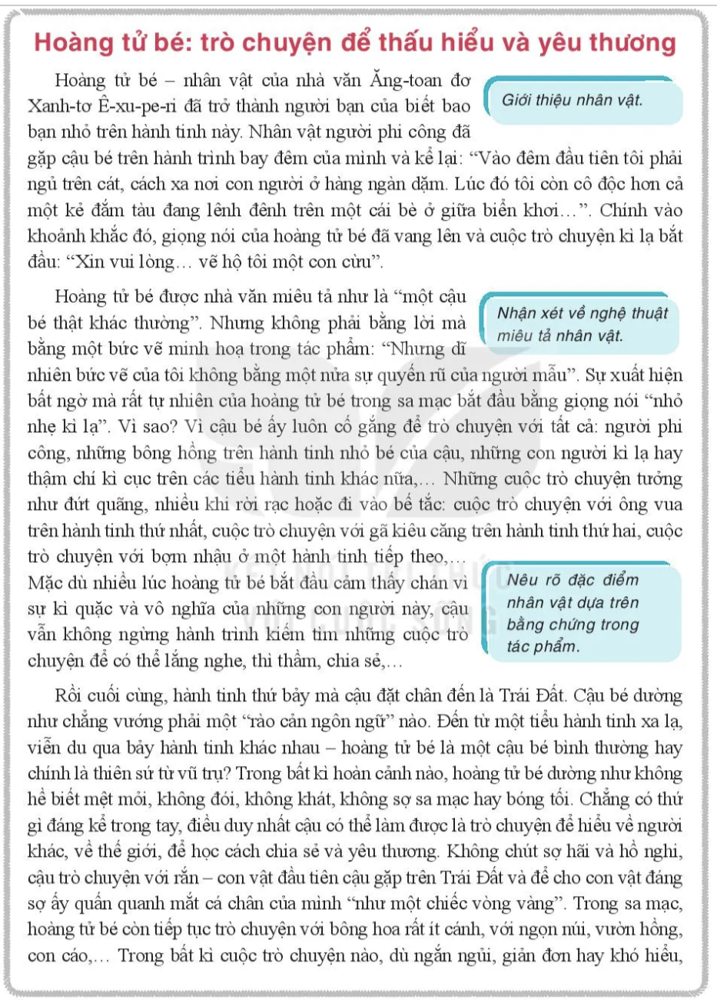 Hoàng tử bé: trò chuyện để thấu hiểu và yêu thương
Hoàng tử bé – nhân vật của nhà văn Ăng-toan đơ
Xanh-tơ Ê-xu-pe-ri đã trở thành người bạn của biết bao
bạn nhỏ trên hành tinh này. Nhân vật người phi công đã
Giới thiệu nhân vật.
gặp cậu bé trên hành trình bay đêm của mình và kể lại: “Vào đêm đầu tiên tôi phải
ngủ trên cát, cách xa nơi con người ở hàng ngàn dặm. Lúc đó tôi còn cô độc hơn cả
một kẻ đắm tàu đang lênh đênh trên một cái bè ở giữa biển khơi...”. Chính vào
khoảnh khắc đó, giọng nói của hoàng tử bé đã vang lên và cuộc trò chuyện kì lạ bắt
đầu: “Xin vui lòng... vẽ hộ tôi một con cừu”.
Hoàng tử bé được nhà văn miêu tả như là “một cậu
bé thật khác thường”. Nhưng không phải bằng lời mà
bằng một bức vẽ minh hoạ trong tác phẩm: “Nhưng dĩ
Nhận xét về nghệ thuật
miêu tả nhân vật.
nhiên bức vẽ của tôi không bằng một nửa sự quyến rũ của người mẫu”. Sự xuất hiện
bất ngờ mà rất tự nhiên của hoàng tử bé trong sa mạc bắt đầu bằng giọng nói “nhỏ
nhẹ kì lạ”. Vì sao? Vì cậu bé ấy luôn cố gắng để trò chuyện với tất cả: người phi
công, những bông hồng trên hành tinh nhỏ bé của cậu, những con người kì lạ hay
thậm chí kì cục trên các tiểu hành tinh khác nữa,... Những cuộc trò chuyện tưởng
như đứt quãng, nhiều khi rời rạc hoặc đi vào bế tắc: cuộc trò chuyện với ông vua
trên hành tinh thứ nhất, cuộc trò chuyện với gã kiêu căng trên hành tinh thứ hai, cuộc
trò chuyện với bợm nhậu ở một hành tinh tiếp theo,...
Mặc dù nhiều lúc hoàng tử bé bắt đầu cảm thấy chán vì
sự kì quặc và vô nghĩa của những con người này, cậu
vẫn không ngừng hành trình kiếm tìm những cuộc trò
chuyện để có thể lắng nghe, thì thầm, chia sẻ,...
Nêu rõ đặc điểm
nhân vật dựa trên
bằng chứng trong
tác phẩm.
KẾT NỐI TRI THỨC
VỚI CUỘC SỐNG
Rồi cuối cùng, hành tinh thứ bảy mà cậu đặt chân đến là Trái Đất. Cậu bé dường
như chẳng vướng phải một “rào cản ngôn ngữ” nào. Đến từ một tiểu hành tinh xa lạ,
viễn du qua bảy hành tinh khác nhau – hoàng tử bé là một cậu bé bình thường hay
chính là thiên sứ từ vũ trụ? Trong bất kì hoàn cảnh nào, hoàng tử bé dường như không
hề biết mệt mỏi, không đói, không khát, không sợ sa mạc hay bóng tối. Chẳng có thứ
gì đáng kể trong tay, điều duy nhất cậu có thể làm được là trò chuyện để hiểu về người
khác, về thế giới, để học cách chia sẻ và yêu thương. Không chút sợ hãi và hồ nghi,
cậu trò chuyện với rắn – con vật đầu tiên cậu gặp trên Trái Đất và để cho con vật đáng
sợ ấy quấn quanh mắt cá chân của mình “như một chiếc vòng vàng”. Trong sa mạc,
hoàng tử bé còn tiếp tục trò chuyện với bông hoa rất ít cánh, với ngọn núi, vườn hồng,
con cáo,... Trong bất kì cuộc trò chuyện nào, dù ngắn ngủi, giản đơn hay khó hiểu,